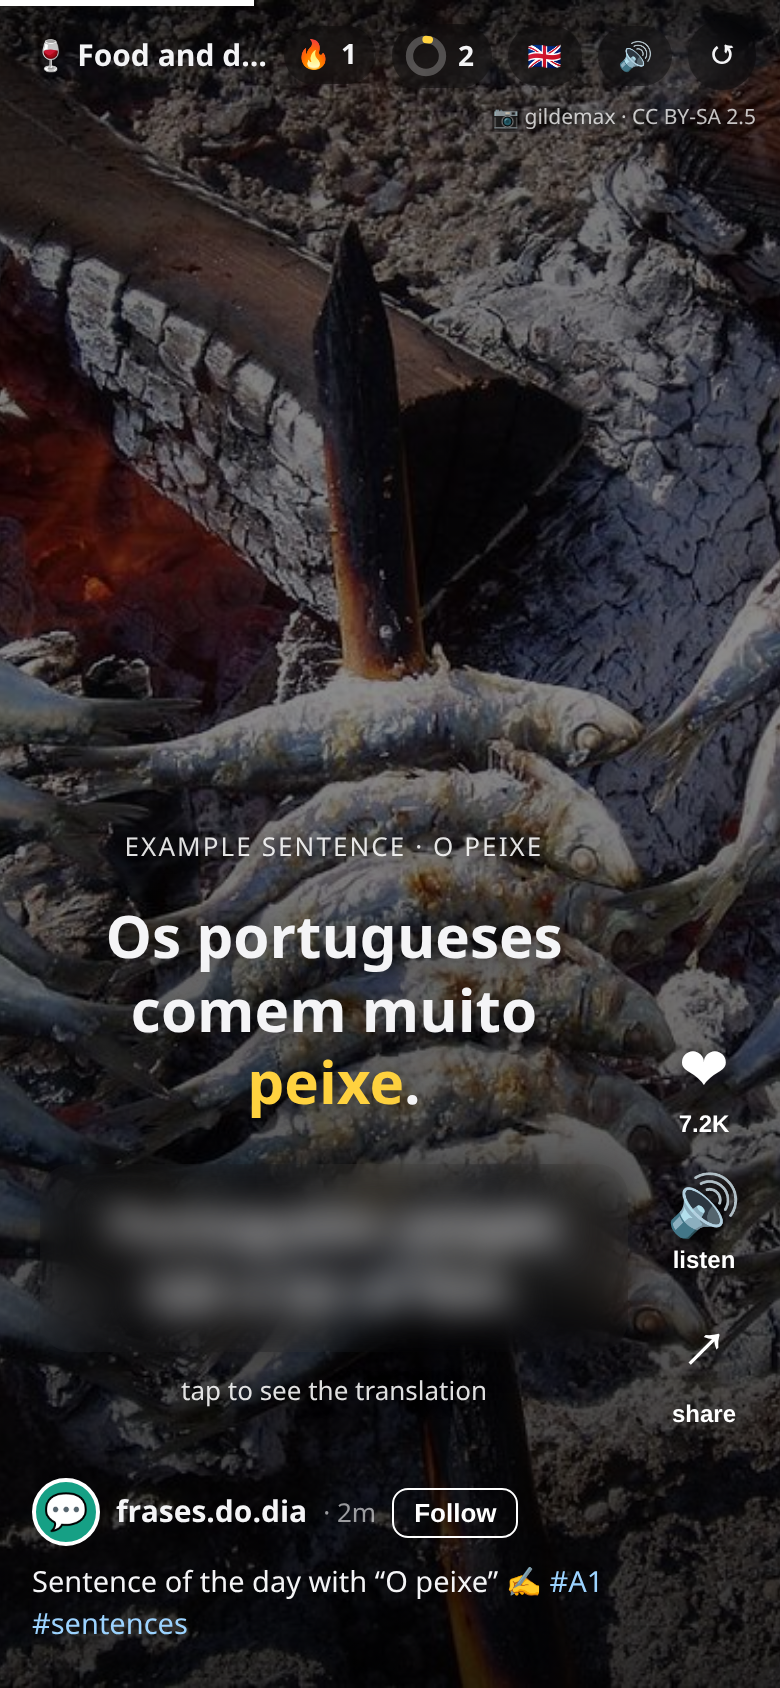 🍷 Food and d... 🔥 1 2 🇬🇧 🔊 ↺
📷 gildemax · CC BY-SA 2.5
EXAMPLE SENTENCE · O PEIXE
Os portugueses
comem muito
peixe.
❤ 7.2K
🔊 listen
tap to see the translation
↗ share
💬 frases.do.dia · 2m Follow
Sentence of the day with “O peixe” ✍️ #A1
#sentences